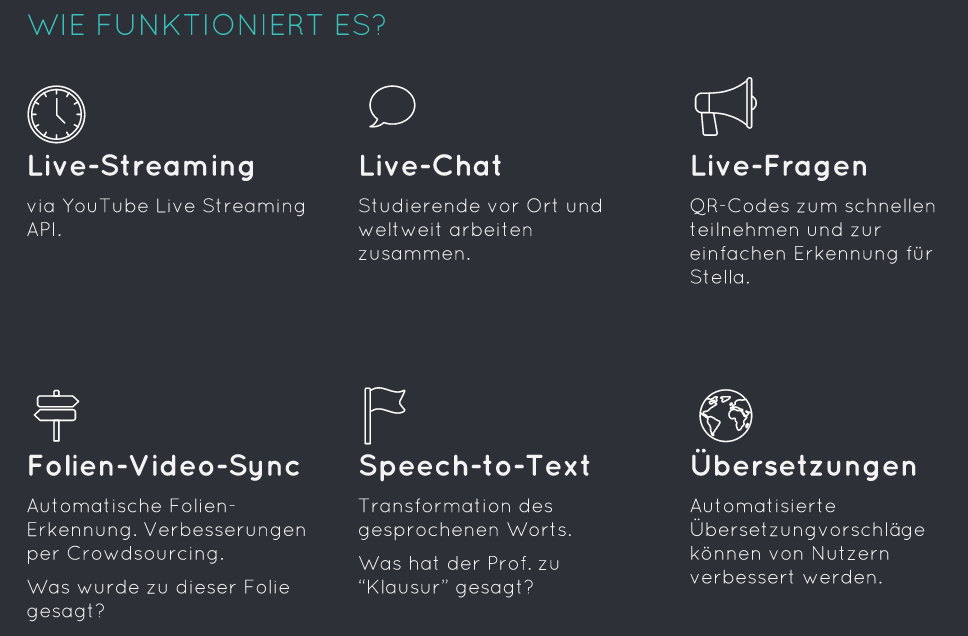 WIE FUNKTIONIERT ES?
Live-Streaming
via YouTube Live Streaming
API.
Live-Chat
Studierende vor Ort und
weltweit arbeiten
zusammen.
Live-Fragen
QR-Codes zum schnellen
teilnehmen und zur
einfachen Erkennung für
Stella.
Folien-Video-Sync
Automatische Folien-
Erkennung. Verbesserungen
per Crowdsourcing.
Was wurde zu dieser Folie
gesagt?
Speech-to-Text
Transformation des
gesprochenen Worts.
Was hat der Prof. zu
“Klausur” gesagt?
Übersetzungen
Automatisierte
Übersetzungvorschläge
können von Nutzern
verbessert werden.